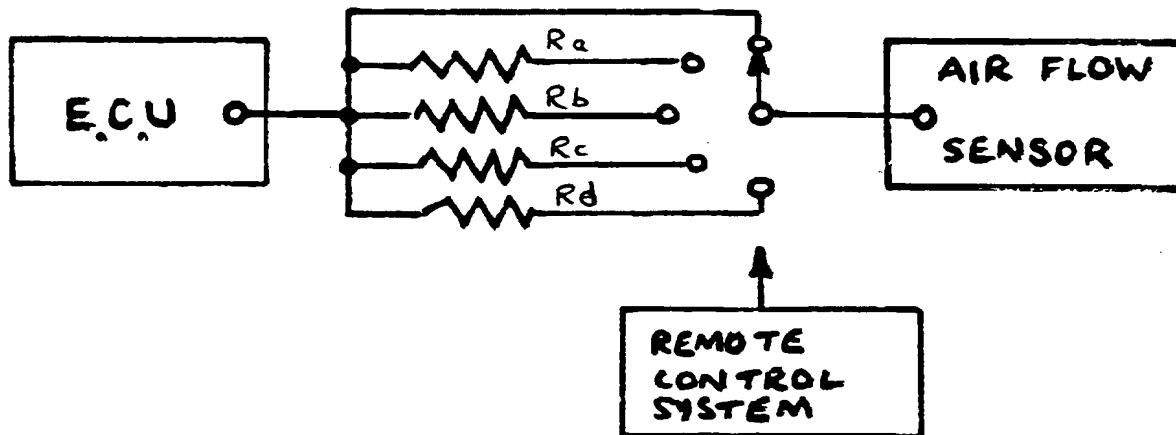 E.C.U
Ra
Rb
Rc
Rd
AIR FLOW
SENSOR
REMOTE
CONTROL
SYSTEM